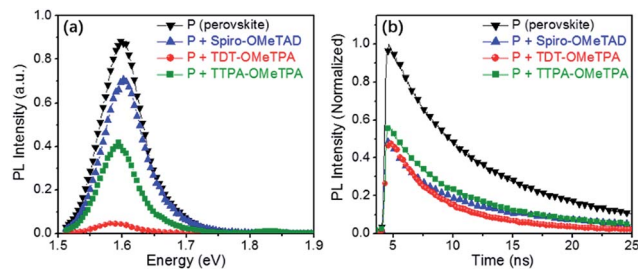 (a)
P (perovskite)
P + Spiro-OMeTAD
P + TDT-OMeTPA
P + TTPA-OMeTPA
PL Intensity (a.u.)
0.8
0.6
0.4
0.2
0.0
1.5 1.6 1.7 1.8 1.9
Energy (eV)
(b)
P (perovskite)
P + Spiro-OMeTAD
P + TDT-OMeTPA
P + TTPA-OMeTPA
PL Intensity (Normalized)
1.0
0.8
0.6
0.4
0.2
0.0
5 10 15 20 25
Time (ns)